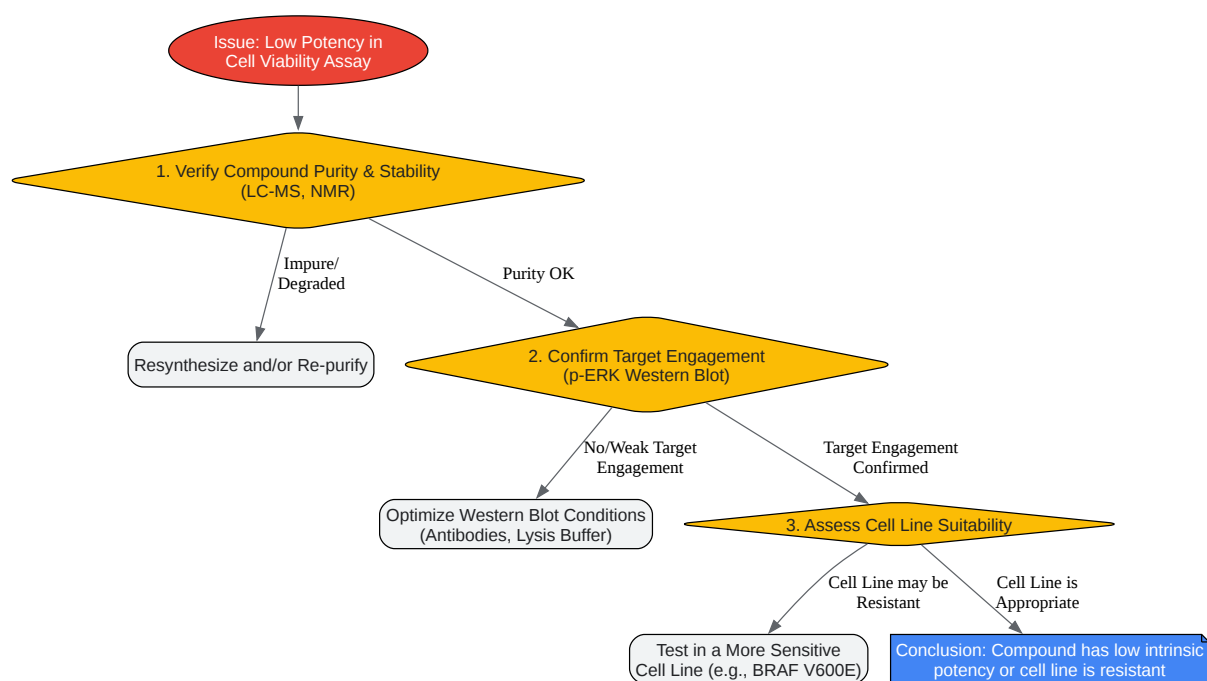 Issue: Low Potency in
Cell Viability Assay
1. Verify Compound Purity & Stability
(LC-MS, NMR)
Impure/
Degraded
Purity OK
Resynthesize and/or Re-purify
2. Confirm Target Engagement
(p-ERK Western Blot)
No/Weak Target
Engagement
Target Engagement
Confirmed
Optimize Western Blot Conditions
(Antibodies, Lysis Buffer)
3. Assess Cell Line Suitability
Cell Line may be
Resistant
Cell Line is
Appropriate
Test in a More Sensitive
Cell Line (e.g., BRAF V600E)
Conclusion: Compound has low intrinsic
potency or cell line is resistant